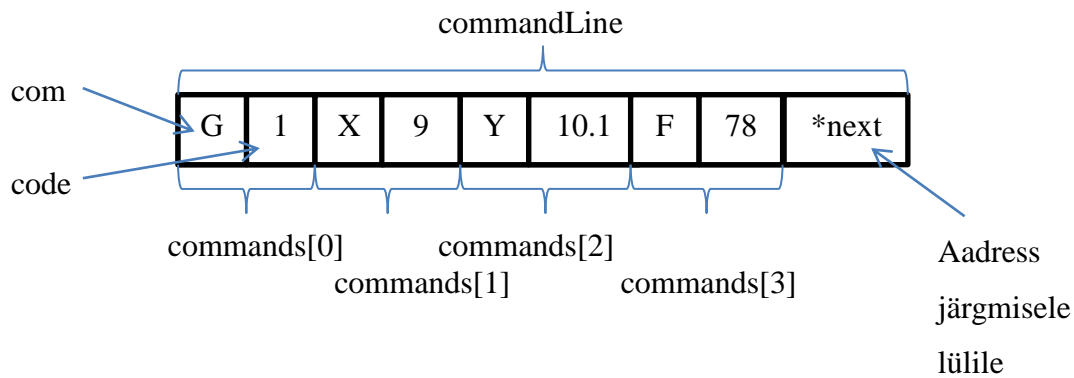 commandLine
com
G 1 X 9 Y 10.1 F 78 *next
code
commands[0] commands[2]
commands[1] commands[3]
Aadress
järgmisele
lülile